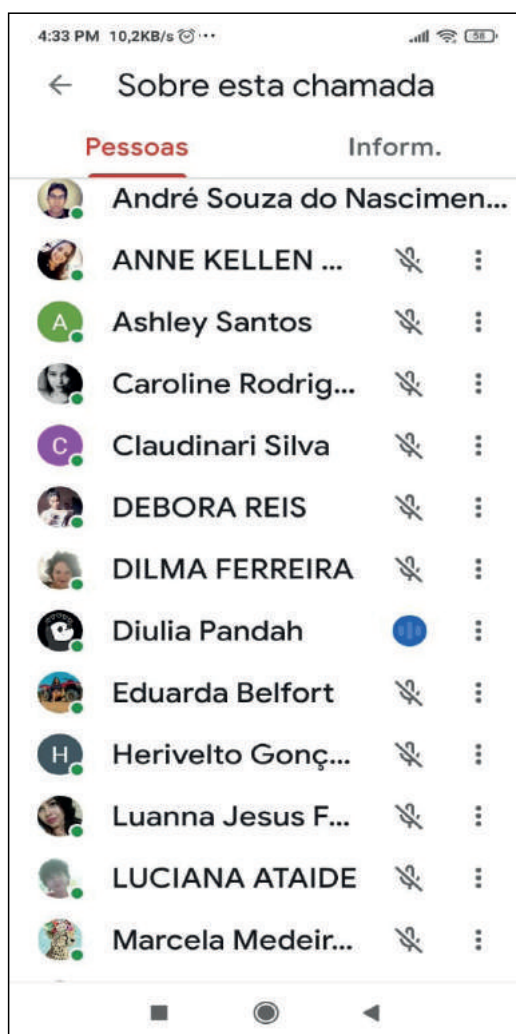 4:33 PM 10,2KB/s
58
Sobre esta chamada
Pessoas Inform.
André Souza do Nascimen...
ANNE KELLEN ...
A Ashley Santos
Caroline Rodrig...
C Claudinari Silva
DEBORA REIS
DILMA FERREIRA
Diulia Pandah
Eduarda Belfort
H Herivelto Gonç...
Luanna Jesus F...
LUCIANA ATAIDE
Marcela Medeir...